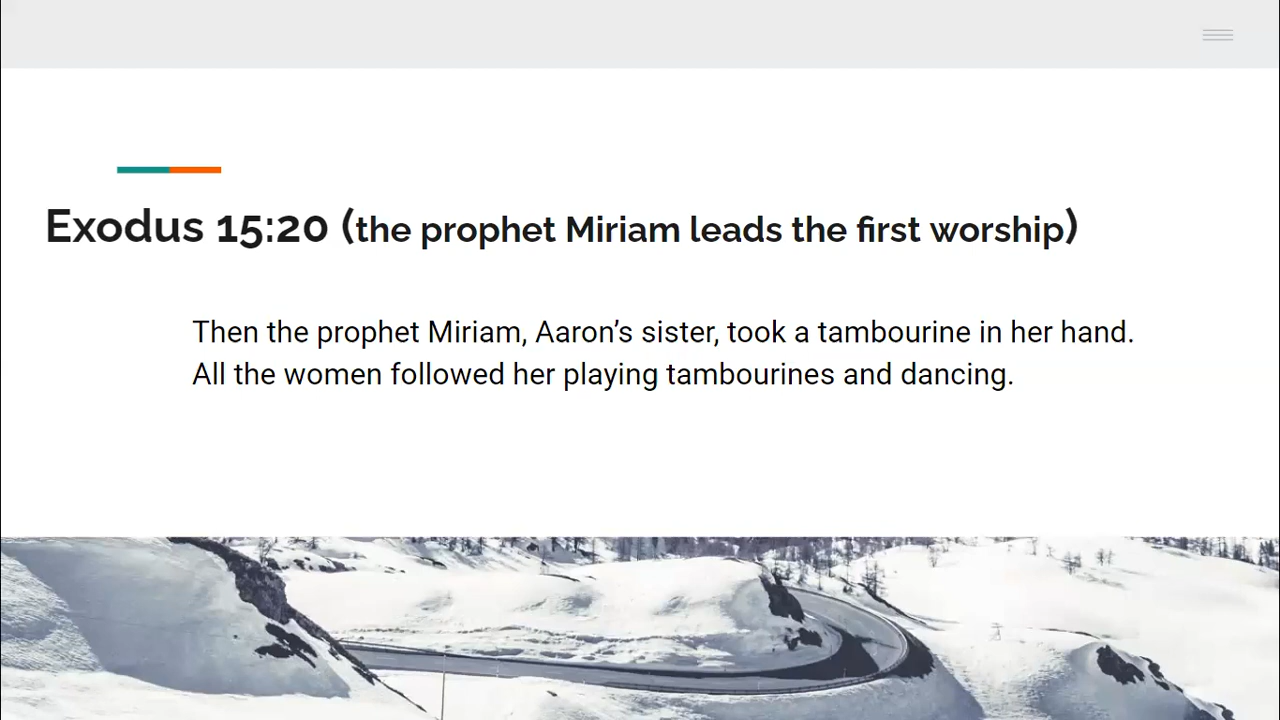 Exodus 15:20 (the prophet Miriam leads the first worship)
Then the prophet Miriam, Aaron’s sister, took a tambourine in her hand.
All the women followed her playing tambourines and dancing.